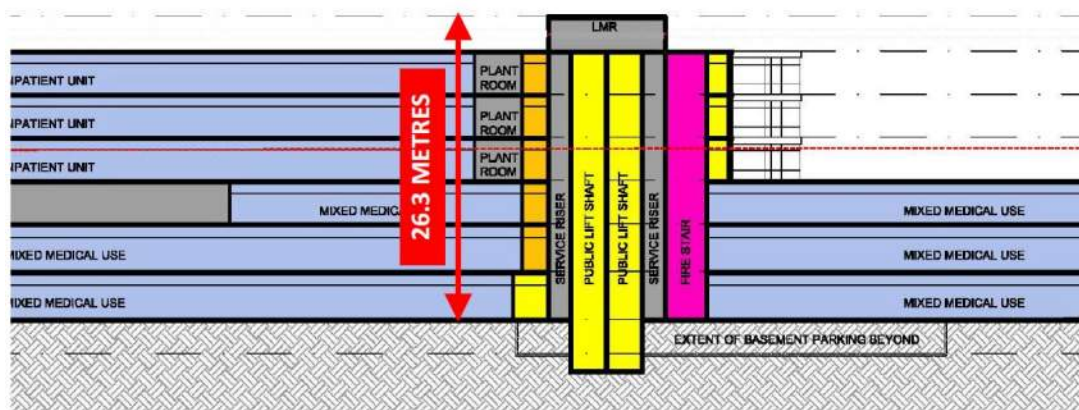 LMR
NPATIENT UNIT
PLANT
ROOM
NPATIENT UNIT
PLANT
ROOM
NPATIENT UNIT
PLANT
ROOM
26.3 METRES
SERVICE RISER
PUBLIC LIFT SHAFT
PUBLIC LIFT SHAFT
SERVICE RISER
FIRE STAIR
MIXED MEDICA
MIXED MEDICAL USE
MIXED MEDICAL USE
MIXED MEDICAL USE
MIXED MEDICAL USE
MIXED MEDICAL USE
EXTENT OF BASEMENT PARKING BEYOND